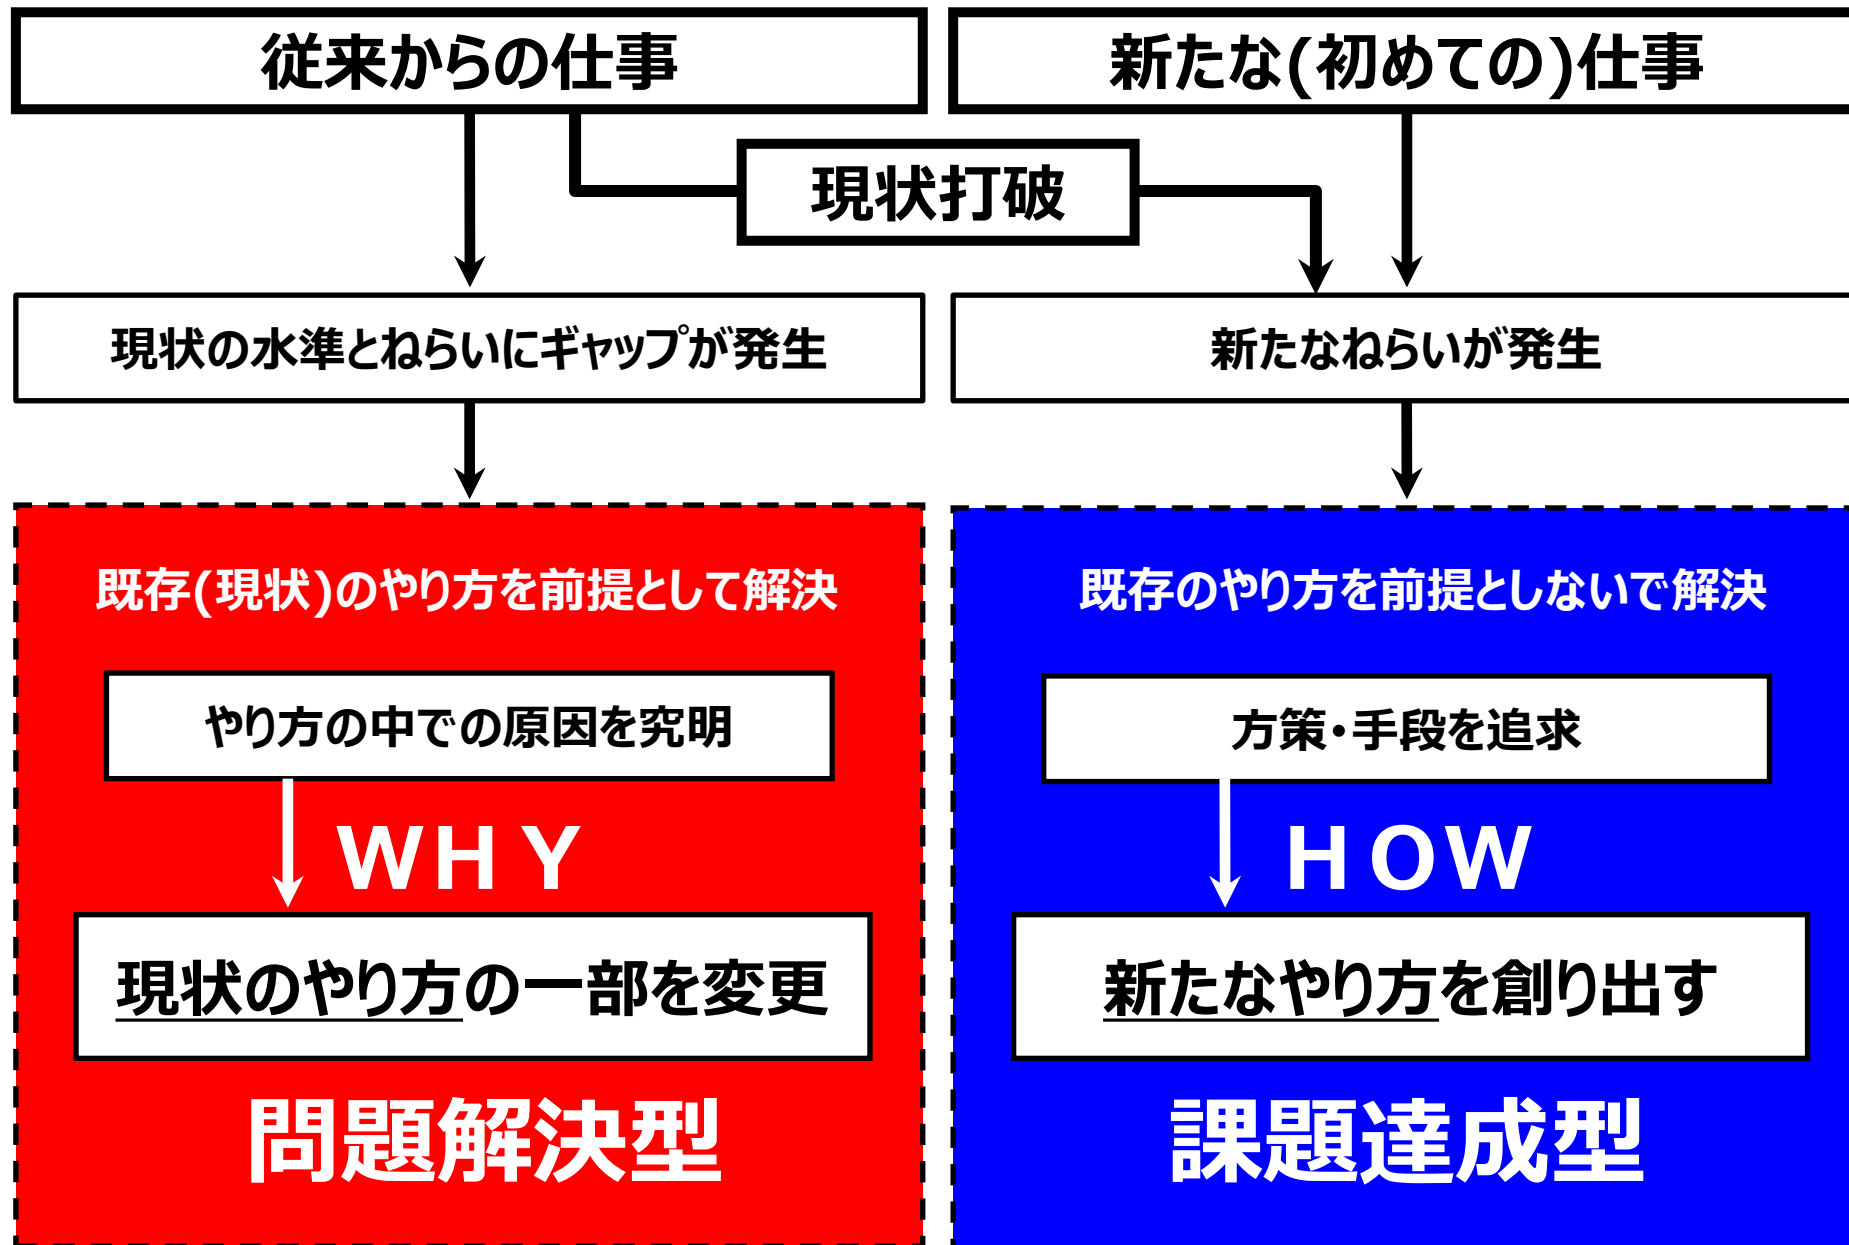 従来からの仕事
新たな(初めての)仕事
現状打破
現状の水準とねらいにギャップが発生
新たなねらいが発生
既存(現状)のやり方を前提として解決
やり方の中での原因を究明
WHY
現状のやり方の一部を変更
問題解決型
既存のやり方を前提としないで解決
方策・手段を追求
HOW
新たなやり方を創り出す
課題達成型